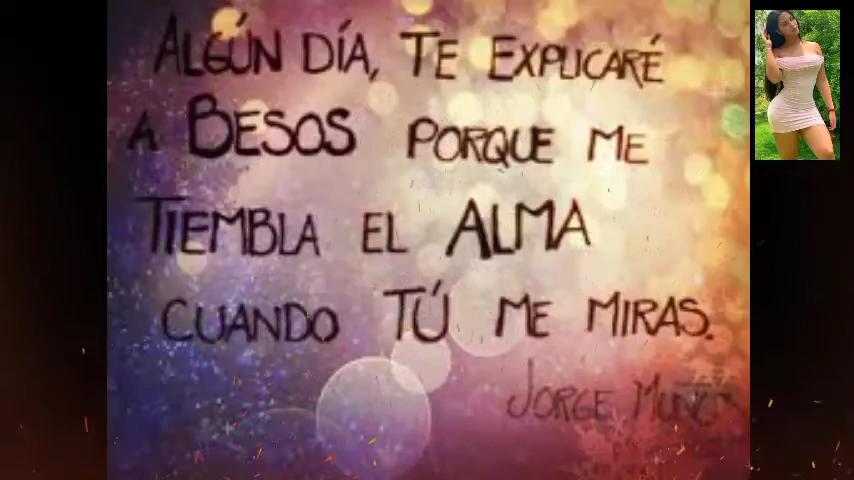 ALGÚN DÍA, TE EXPLICARÉ
A BESOS PORQUE ME
TIEMBLA EL ALMA
CUANDO TÚ ME MIRAS.
JORGE